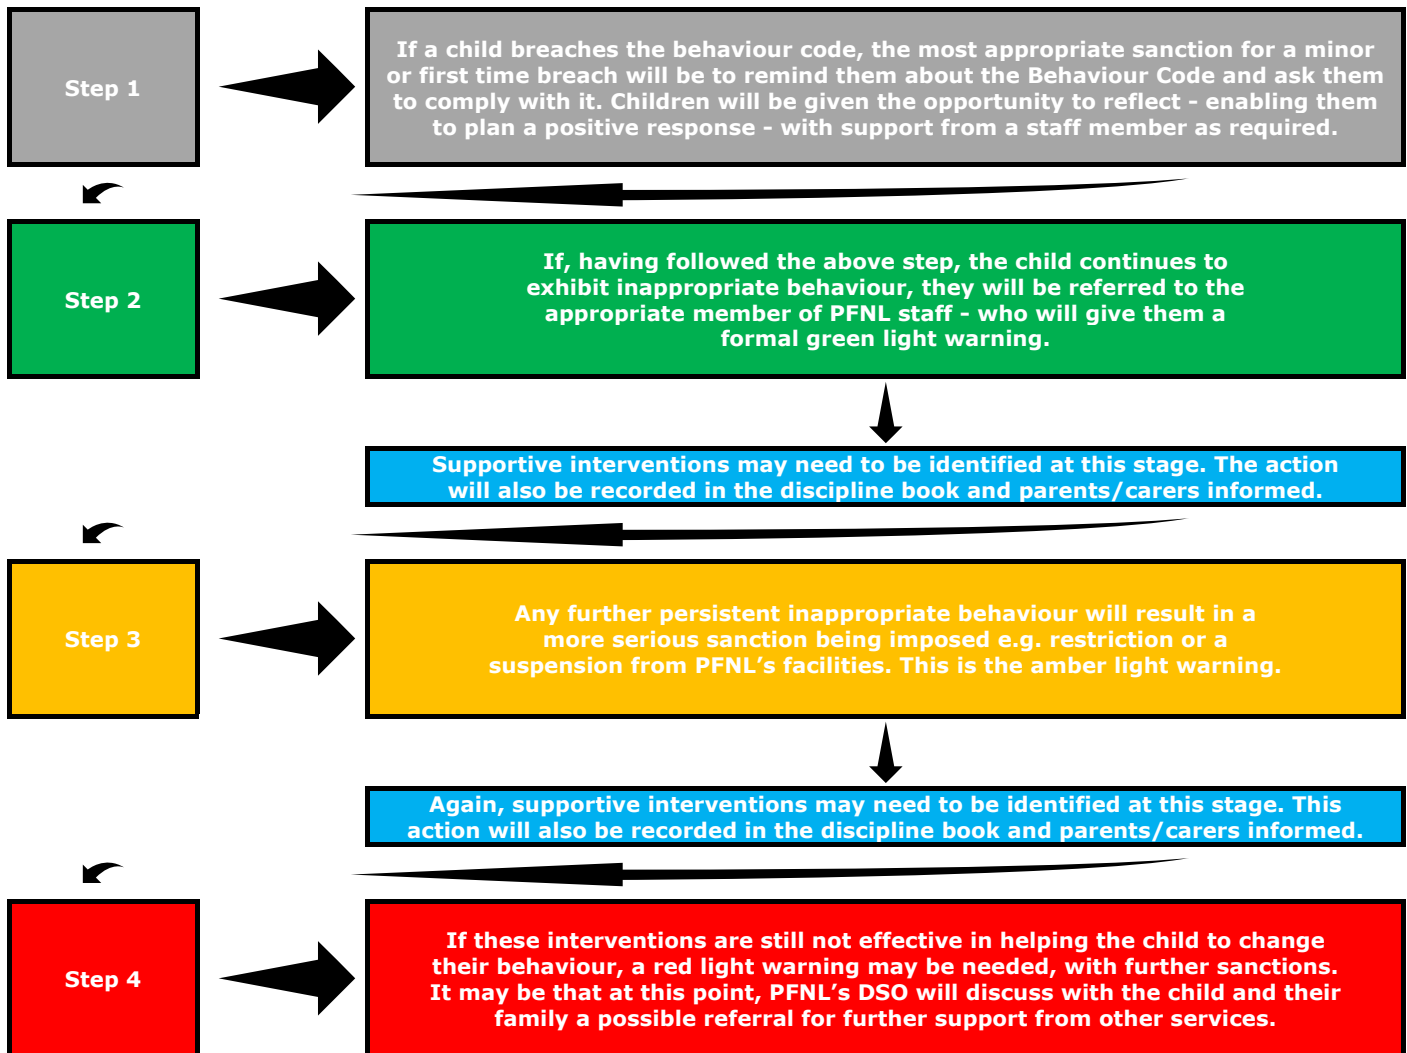 Step 1
If a child breaches the behaviour code, the most appropriate sanction for a minor
or first time breach will be to remind them about the Behaviour Code and ask them
to comply with it. Children will be given the opportunity to reflect - enabling them
to plan a positive response - with support from a staff member as required.
Step 2
If, having followed the above step, the child continues to
exhibit inappropriate behaviour, they will be referred to the
appropriate member of PFNL staff - who will give them a
formal green light warning.
Supportive interventions may need to be identified at this stage. The action
will also be recorded in the discipline book and parents/carers informed.
Step 3
Any further persistent inappropriate behaviour will result in a
more serious sanction being imposed e.g. restriction or a
suspension from PFNL’s facilities. This is the amber light warning.
Again, supportive interventions may need to be identified at this stage. This
action will also be recorded in the discipline book and parents/carers informed.
Step 4
If these interventions are still not effective in helping the child to change
their behaviour, a red light warning may be needed, with further sanctions.
It may be that at this point, PFNL’s DSO will discuss with the child and their
family a possible referral for further support from other services.